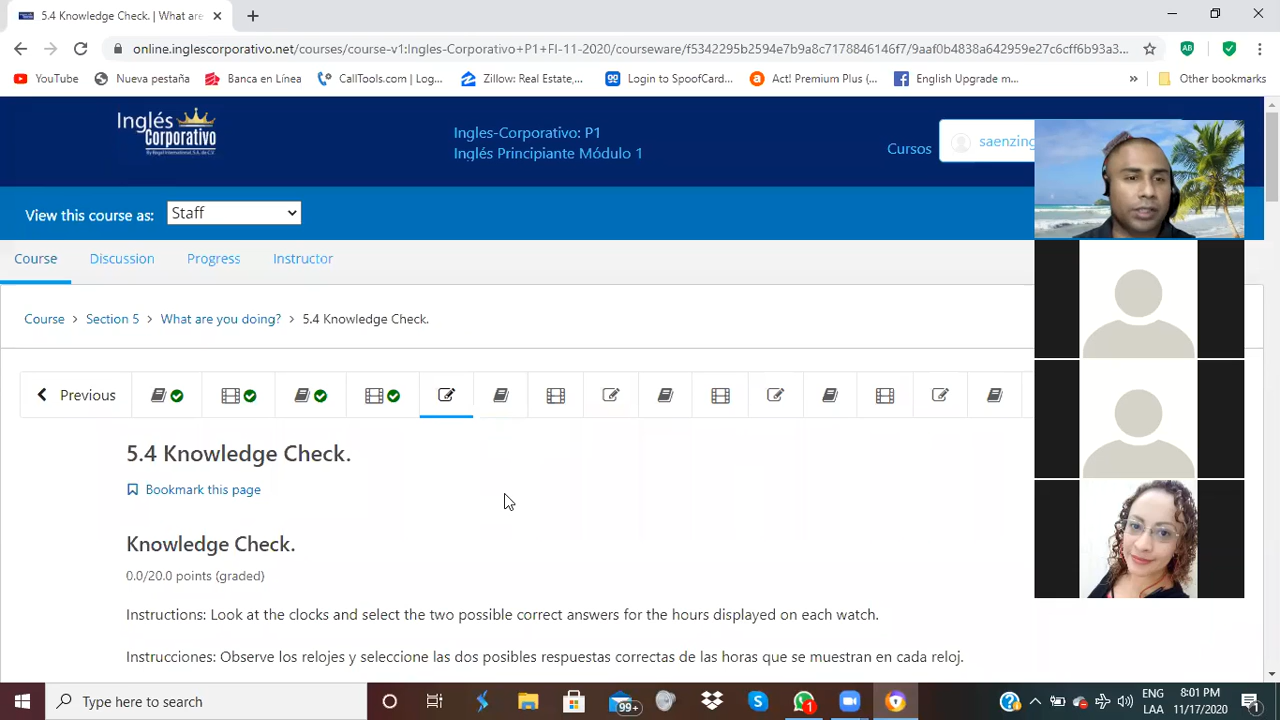 5.4 Knowledge Check. | What are
online.inglescorporativo.net/courses/course-v1:Ingles-Corporativo+P1+FI-11-2020/courseware/f5342295b2594e7b9a8c7178846146f7/9aaf0b4838a642959e27c6cff6b93a3...
YouTube Nueva pestaña Banca en Línea CallTools.com | Log... Zillow: Real Estate,... Login to SpoofCard... Act! Premium Plus (... English Upgrade m... » Other bookmarks
Inglés Corporativo
By Bagal International, S.A. de C.V.
Ingles-Corporativo: P1
Inglés Principiante Módulo 1
Cursos
saenzing
View this course as: Staff
Course Discussion Progress Instructor
Course > Section 5 > What are you doing? > 5.4 Knowledge Check.
Previous
5.4 Knowledge Check.
Bookmark this page
Knowledge Check.
0.0/20.0 points (graded)
Instructions: Look at the clocks and select the two possible correct answers for the hours displayed on each watch.
Instrucciones: Observe los relojes y seleccione las dos posibles respuestas correctas de las horas que se muestran en cada reloj.
Type here to search
99+
1
ENG
LAA
8:01 PM
11/17/2020
1